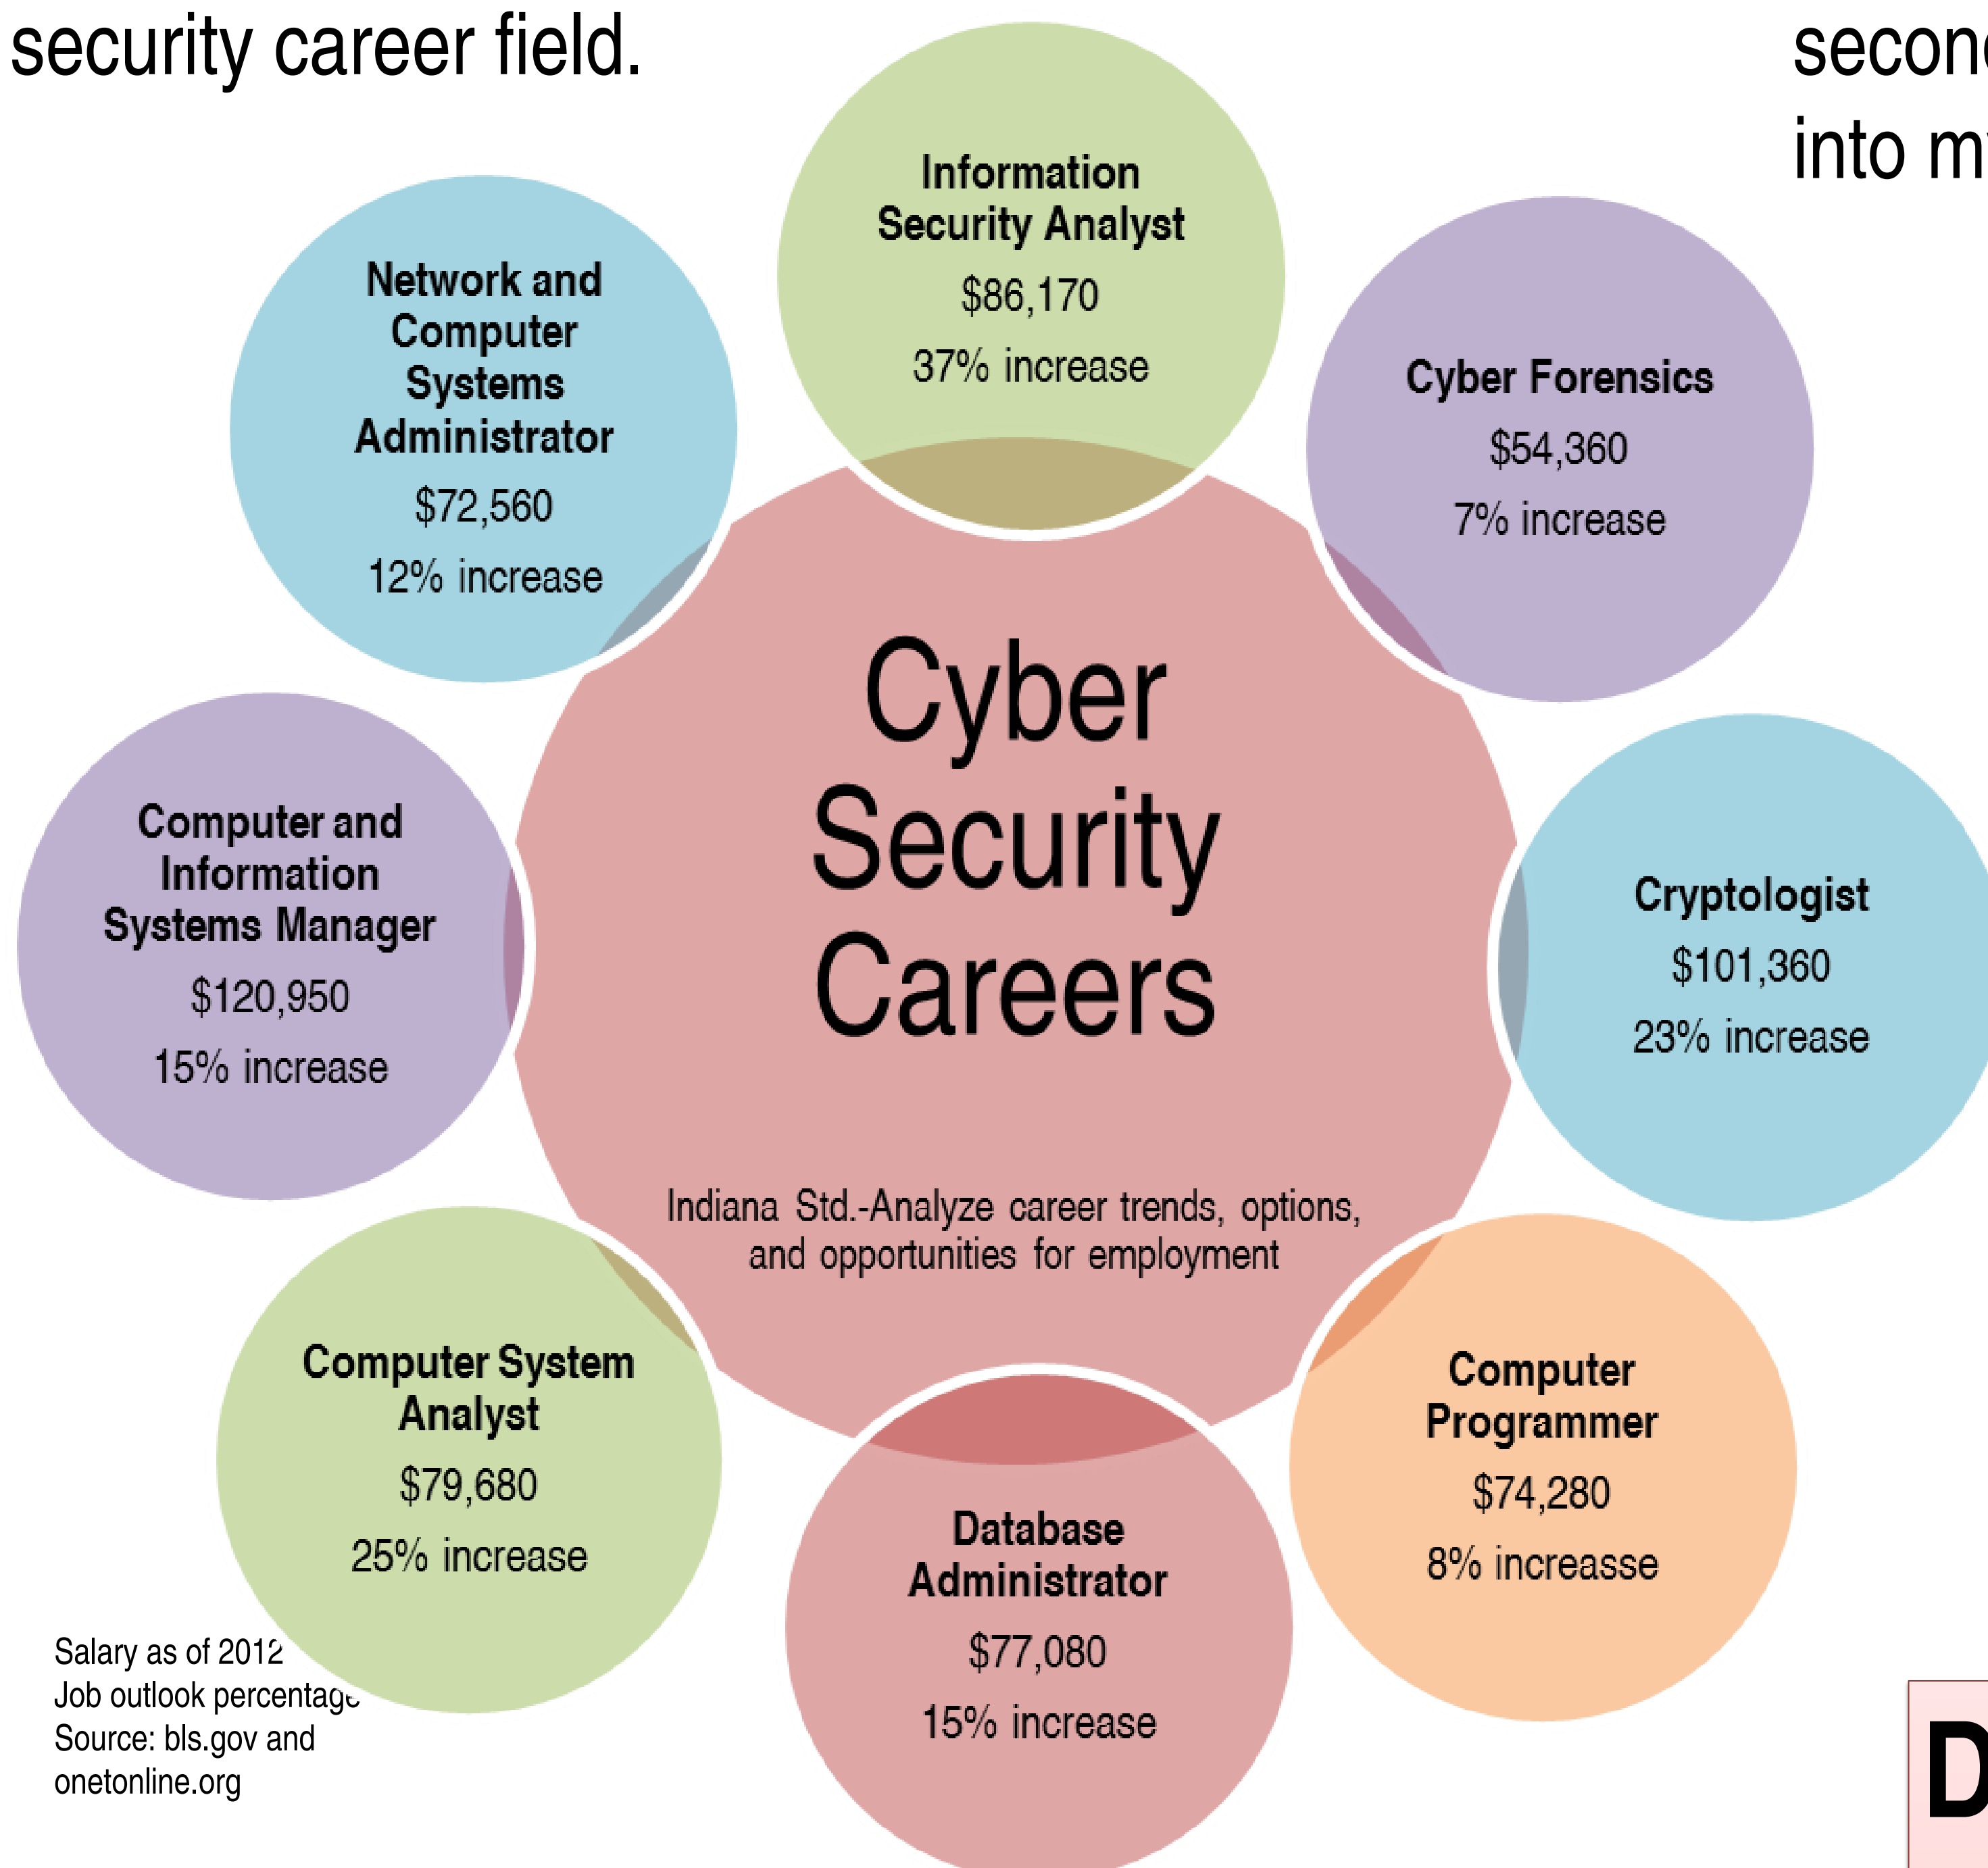 security career field.
into
Information
Security Analyst
$86,170
37% increase
Network and
Computer
Systems
Administrator
$72,560
12% increase
Cyber Forensics
$54,360
7% increase
Cyber
Security
Careers
Indiana Std.-Analyze career trends, options,
and opportunities for employment
Computer and
Information
Systems Manager
$120,950
15% increase
Cryptologist
$101,360
23% increase
Computer System
Analyst
$79,680
25% increase
Computer
Programmer
$74,280
8% increasse
Database
Administrator
$77,080
15% increase
Salary as of 2012
Job outlook percentage
Source: bls.gov and
onetonline.org